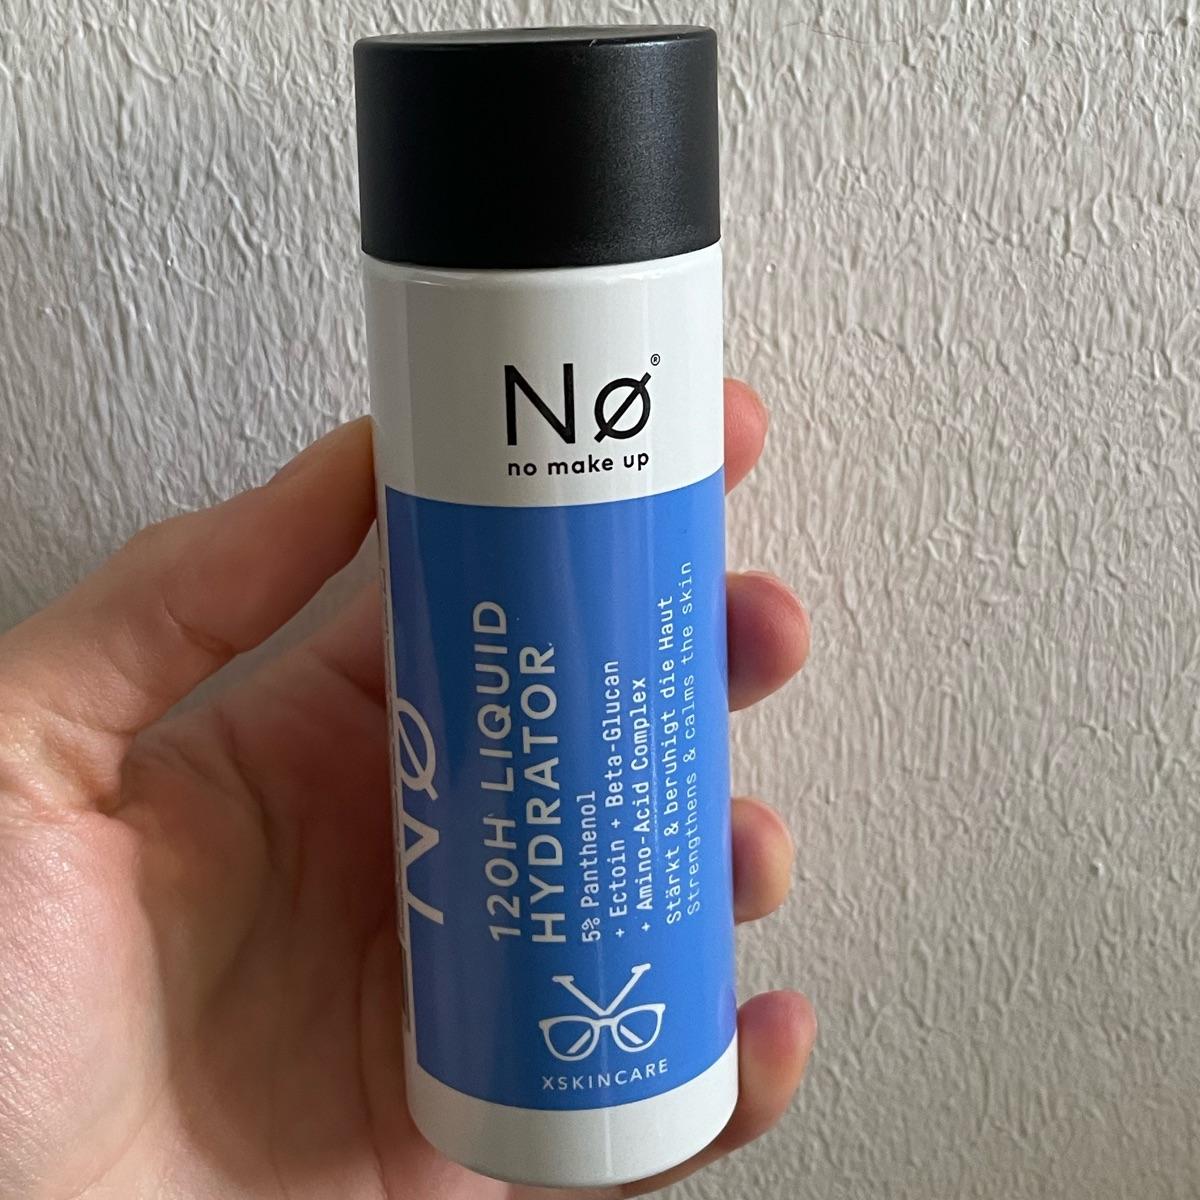 Nø®
no make up
120H LIQUID
HYDRATOR
5% Panthenol
+ Ectoin + Beta-Glucan
+ Amino-Acid Complex
Stärkt & beruhigt die Haut
Strengthens & calms the skin
XSKINCARE
NØ